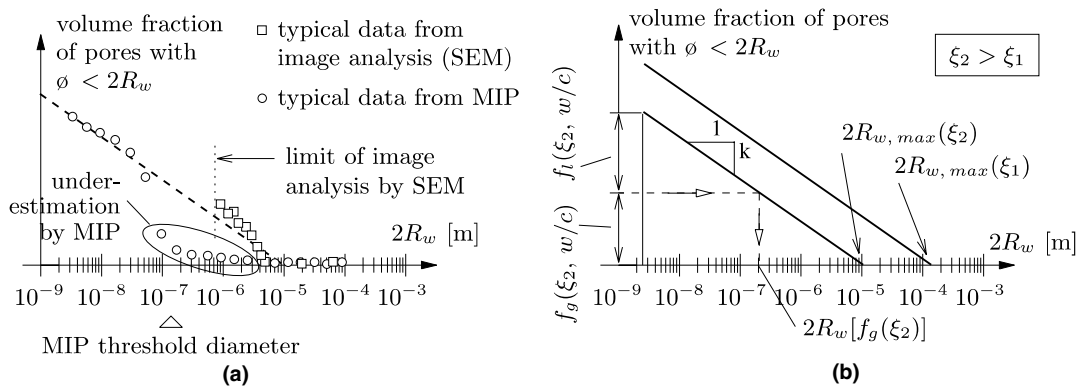 volume fraction
of pores with
ø < 2R_w
typical data from
image analysis (SEM)
typical data from MIP
limit of image
analysis by SEM
under-
estimation
by MIP
2R_w [m]
10^−9 10^−8 10^−7 10^−6 10^−5 10^−4 10^−3
MIP threshold diameter
(a)
volume fraction of pores
with ø < 2R_w
ξ_2 > ξ_1
f_l(ξ_2, w/c)
f_g(ξ_2, w/c)
1
k
2R_{w, max}(ξ_2)
2R_{w, max}(ξ_1)
2R_w [m]
10^−9 10^−8 10^−7 10^−6 10^−5 10^−4 10^−3
2R_w[f_g(ξ_2)]
(b)